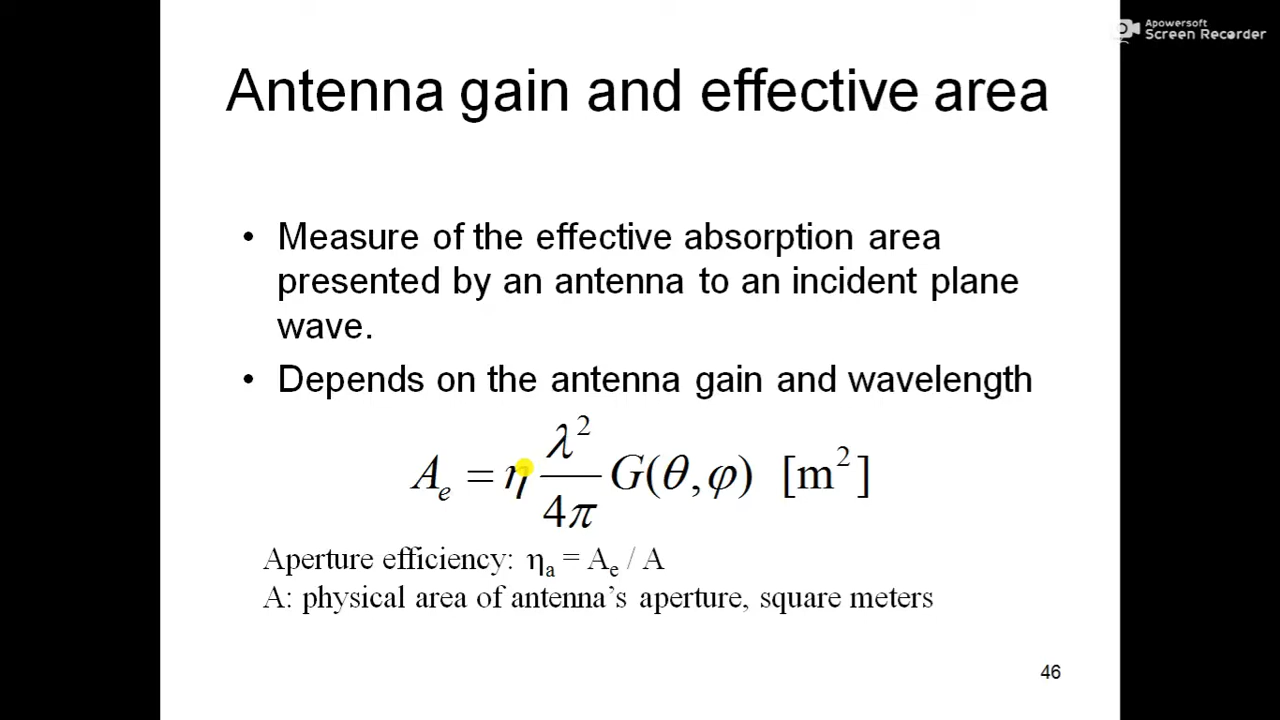 Apowersoft
Screen Recorder
Antenna gain and effective area
• Measure of the effective absorption area
presented by an antenna to an incident plane
wave.
• Depends on the antenna gain and wavelength
A_e = η λ^2 / 4π G(θ,φ) [m^2]
Aperture efficiency: η_a = A_e / A
A: physical area of antenna’s aperture, square meters
46